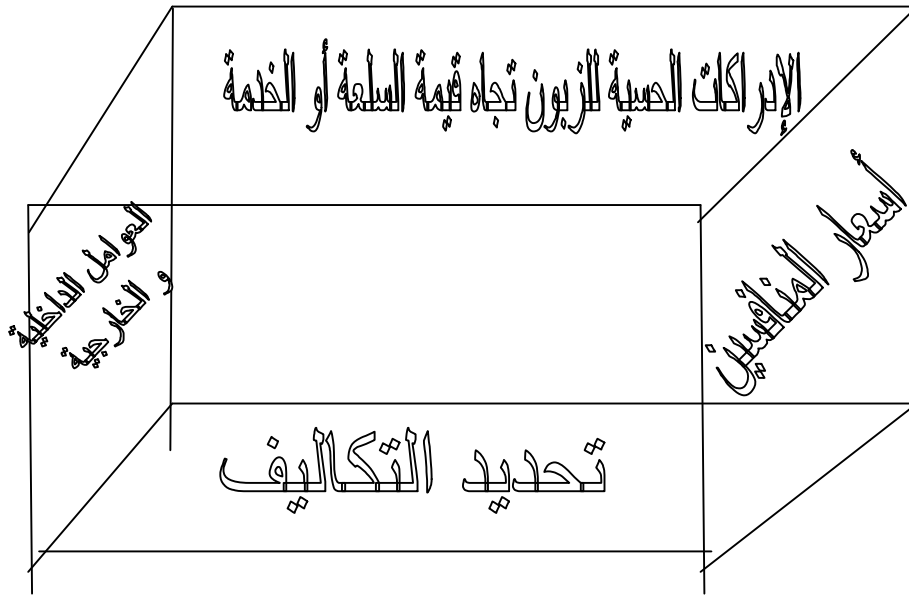 الإدراكات الحسية للزبون تجاه قيمة السلعة أو الخدمة
أسعار المنافسين
العوامل الداخلية
و الخارجية
تحديد التكاليف